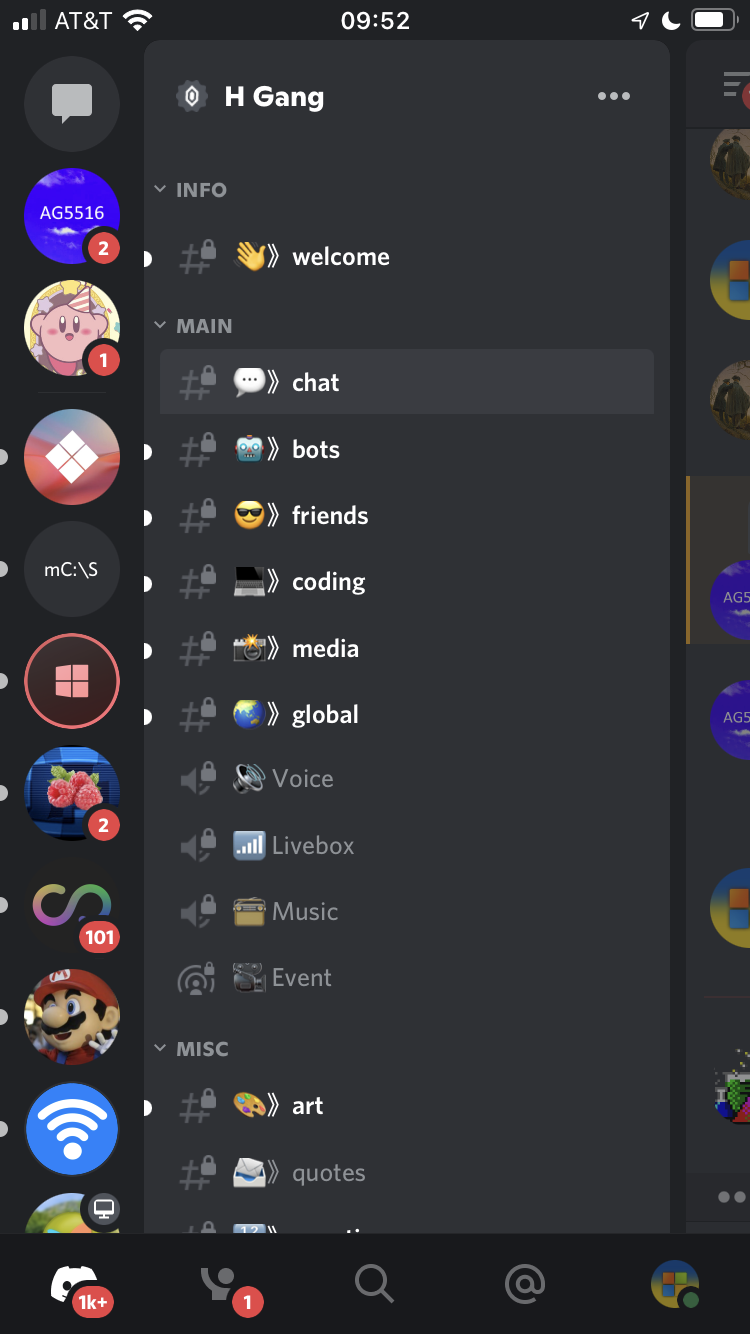 AT&T 09:52
H Gang
AG5516
2
1
mC:\S
2
101
INFO
welcome
MAIN
chat
bots
friends
coding
media
global
Voice
Livebox
Music
Event
MISC
art
quotes
AG5
AG5
1k+
1